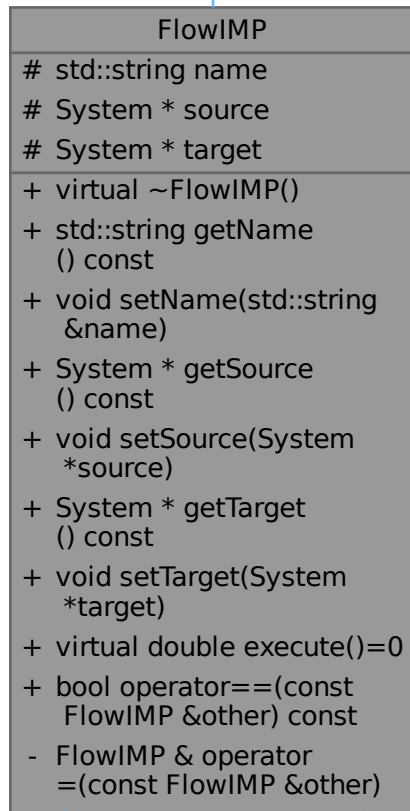 FlowIMP
# std::string name
# System * source
# System * target
+ virtual ~FlowIMP()
+ std::string getName
() const
+ void setName(std::string
&name)
+ System * getSource
() const
+ void setSource(System
*source)
+ System * getTarget
() const
+ void setTarget(System
*target)
+ virtual double execute()=0
+ bool operator==(const
FlowIMP &other) const
- FlowIMP & operator
=(const FlowIMP &other)